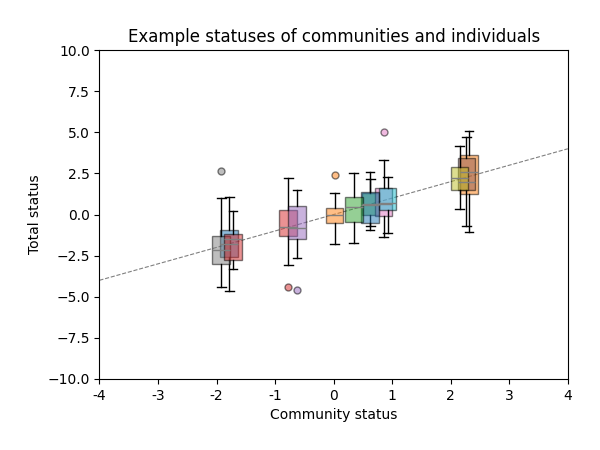 Example statuses of communities and individuals
10.0
7.5
5.0
2.5
0.0
−2.5
−5.0
−7.5
−10.0
Total status
-4 -3 -2 -1 0 1 2 3 4
Community status